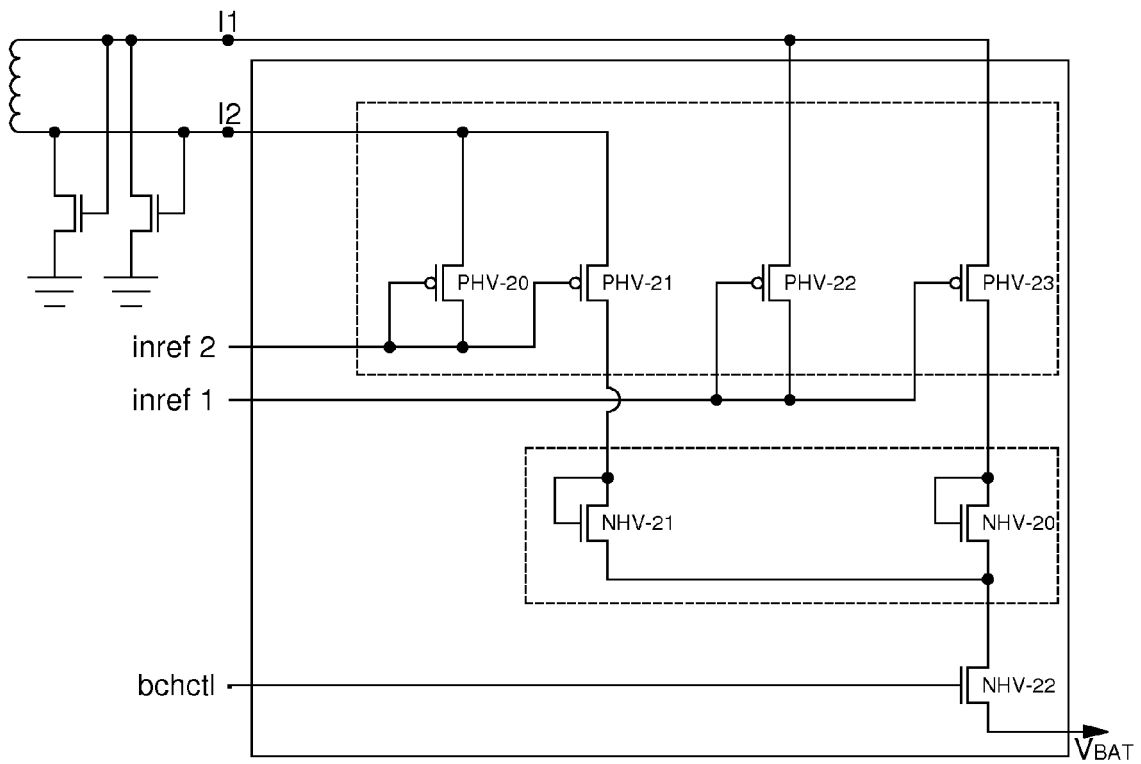 I1
I2
PHV-20
PHV-21
PHV-22
PHV-23
inref 2
inref 1
NHV-21
NHV-20
bchctl
NHV-22
VBAT